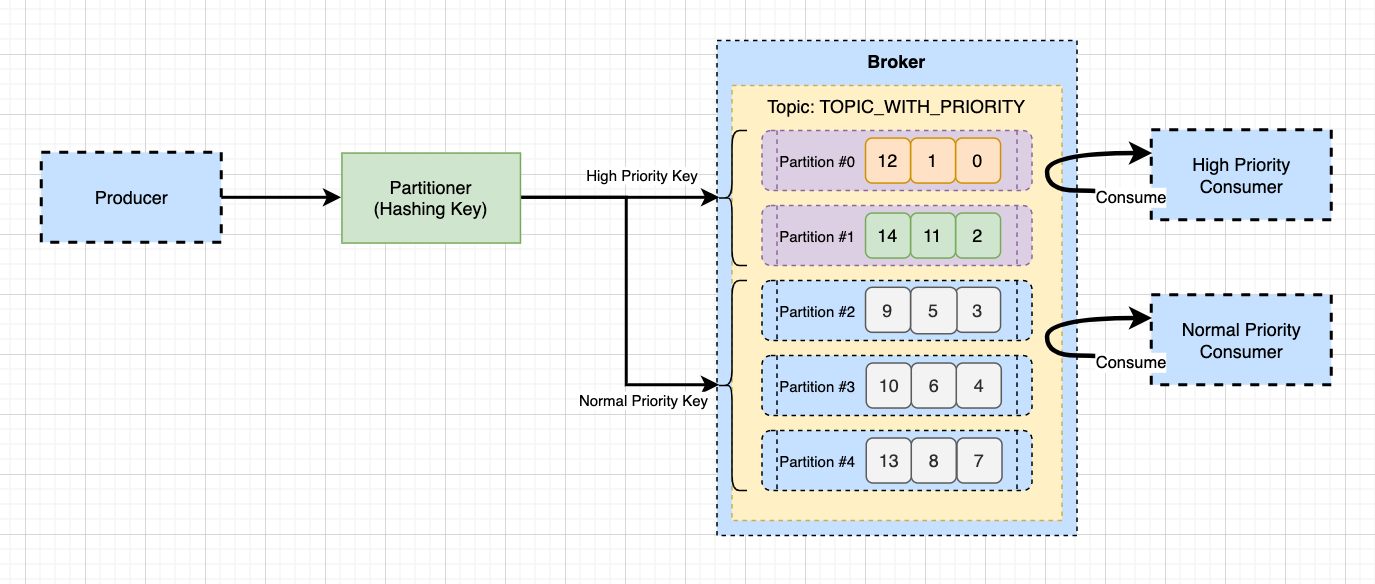 Broker
Topic: TOPIC_WITH_PRIORITY
Producer
Partitioner
(Hashing Key)
High Priority Key
Normal Priority Key
Partition #0 12 1 0
Partition #1 14 11 2
Partition #2 9 5 3
Partition #3 10 6 4
Partition #4 13 8 7
Consume
High Priority
Consumer
Consume
Normal Priority
Consumer